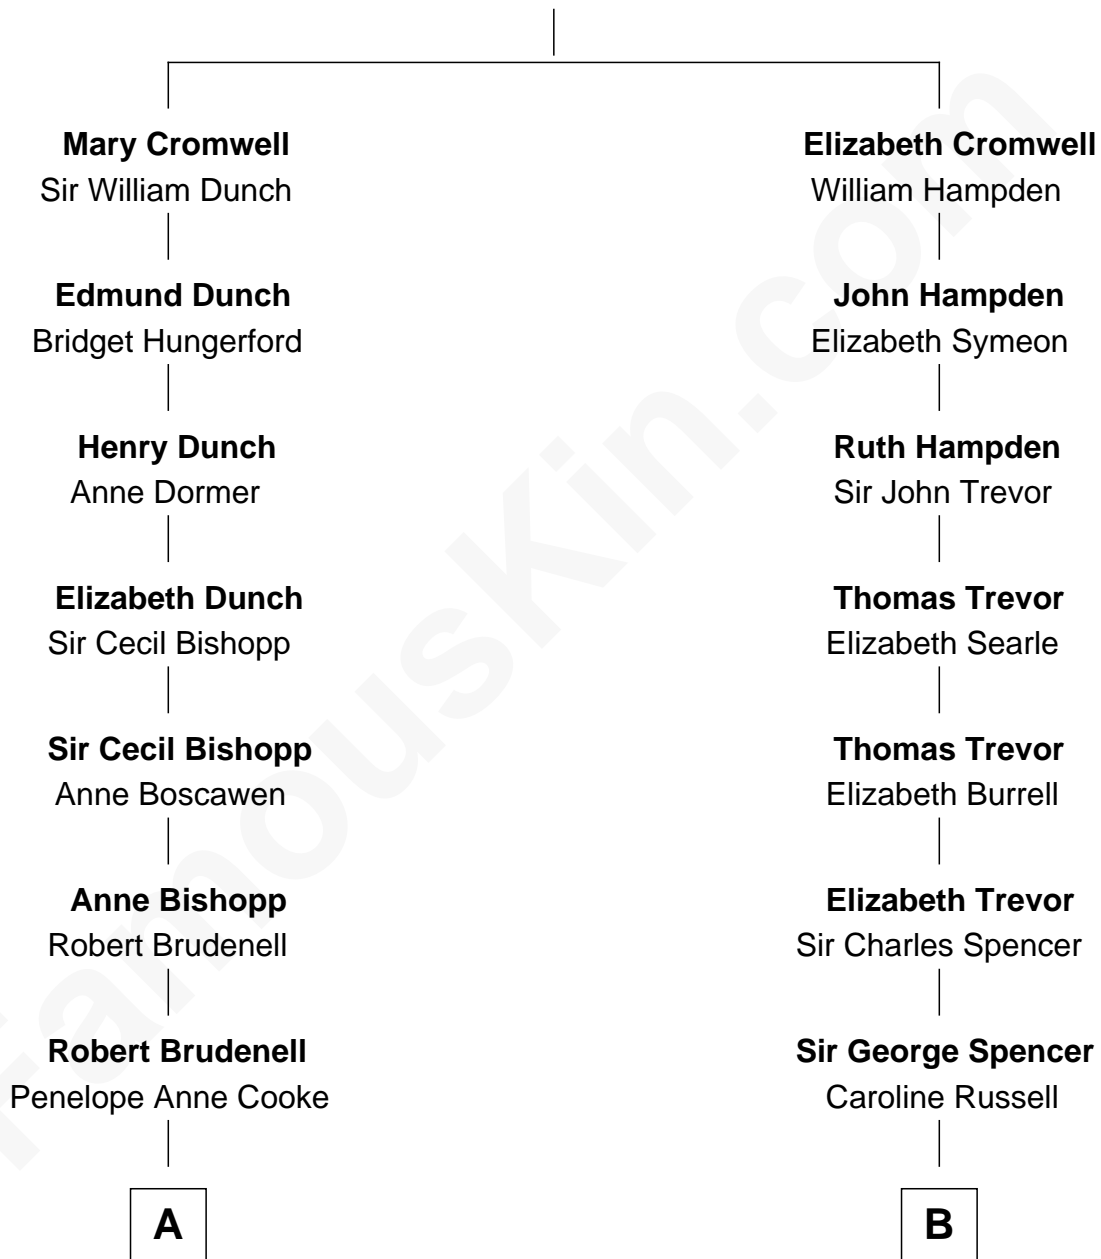 Mary Cromwell
Sir William Dunch
Edmund Dunch
Bridget Hungerford
Henry Dunch
Anne Dormer
Elizabeth Dunch
Sir Cecil Bishopp
Sir Cecil Bishopp
Anne Boscawen
Anne Bishopp
Robert Brudenell
Robert Brudenell
Penelope Anne Cooke
A
Elizabeth Cromwell
William Hampden
John Hampden
Elizabeth Symeon
Ruth Hampden
Sir John Trevor
Thomas Trevor
Elizabeth Searle
Thomas Trevor
Elizabeth Burrell
Elizabeth Trevor
Sir Charles Spencer
Sir George Spencer
Caroline Russell
B
FamousKin.com